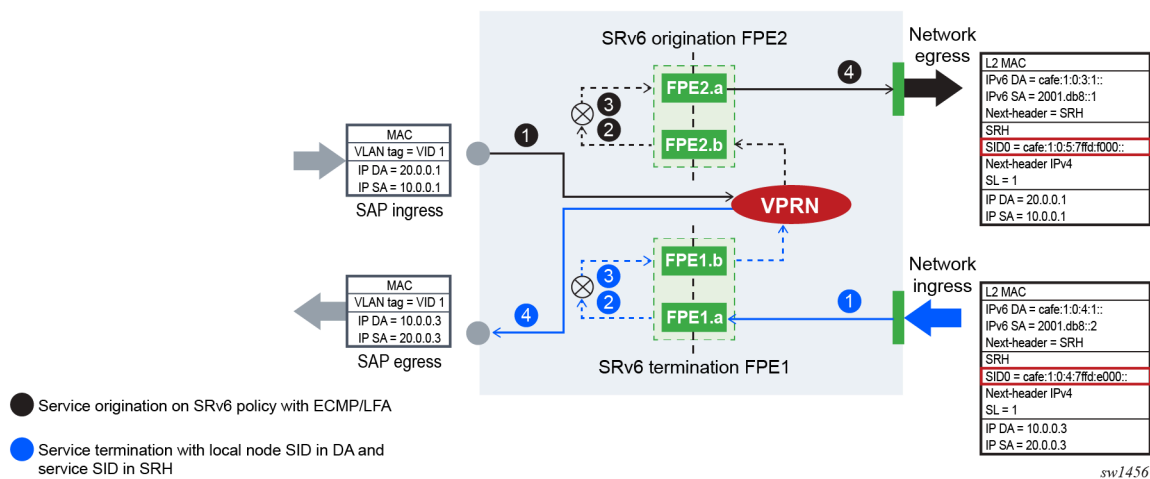 SRv6 origination FPE2
Network
egress
FPE2.a
4
3
2
FPE2.b
1
MAC
VLAN tag = VID 1
IP DA = 20.0.0.1
IP SA = 10.0.0.1
SAP ingress
L2 MAC
IPv6 DA = cafe:1:0:3:1::
IPv6 SA = 2001.db8::1
Next-header = SRH
SRH
SID0 = cafe:1:0:5:7ffd:f000::
Next-header IPv4
SL = 1
IP DA = 20.0.0.1
IP SA = 10.0.0.1
VPRN
FPE1.b
3
2
FPE1.a
1
4
SRv6 termination FPE1
MAC
VLAN tag = VID 1
IP DA = 10.0.0.3
IP SA = 20.0.0.3
SAP egress
Network
ingress
L2 MAC
IPv6 DA = cafe:1:0:4:1::
IPv6 SA = 2001.db8::2
Next-header = SRH
SRH
SID0 = cafe:1:0:4:7ffd:e000::
Next-header IPv4
SL = 1
IP DA = 10.0.0.3
IP SA = 20.0.0.3
Service origination on SRv6 policy with ECMP/LFA
Service termination with local node SID in DA and
service SID in SRH
sw1456